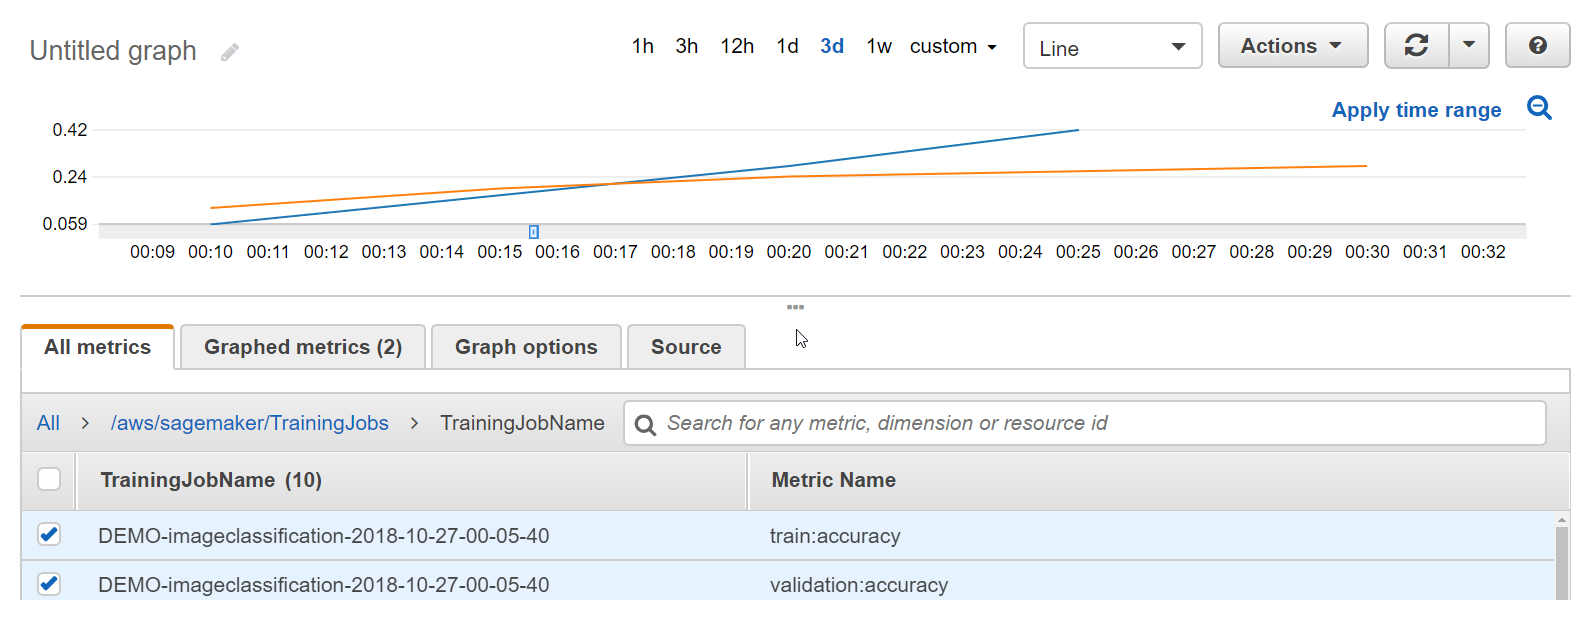 Untitled graph
1h 3h 12h 1d 3d 1w custom
Line
Actions
Apply time range
0.42
0.24
0.059
00:09 00:10 00:11 00:12 00:13 00:14 00:15 00:16 00:17 00:18 00:19 00:20 00:21 00:22 00:23 00:24 00:25 00:26 00:27 00:28 00:29 00:30 00:31 00:32
All metrics Graphed metrics (2) Graph options Source
All > /aws/sagemaker/TrainingJobs > TrainingJobName Search for any metric, dimension or resource id
TrainingJobName (10) Metric Name
DEMO-imageclassification-2018-10-27-00-05-40 train:accuracy
DEMO-imageclassification-2018-10-27-00-05-40 validation:accuracy